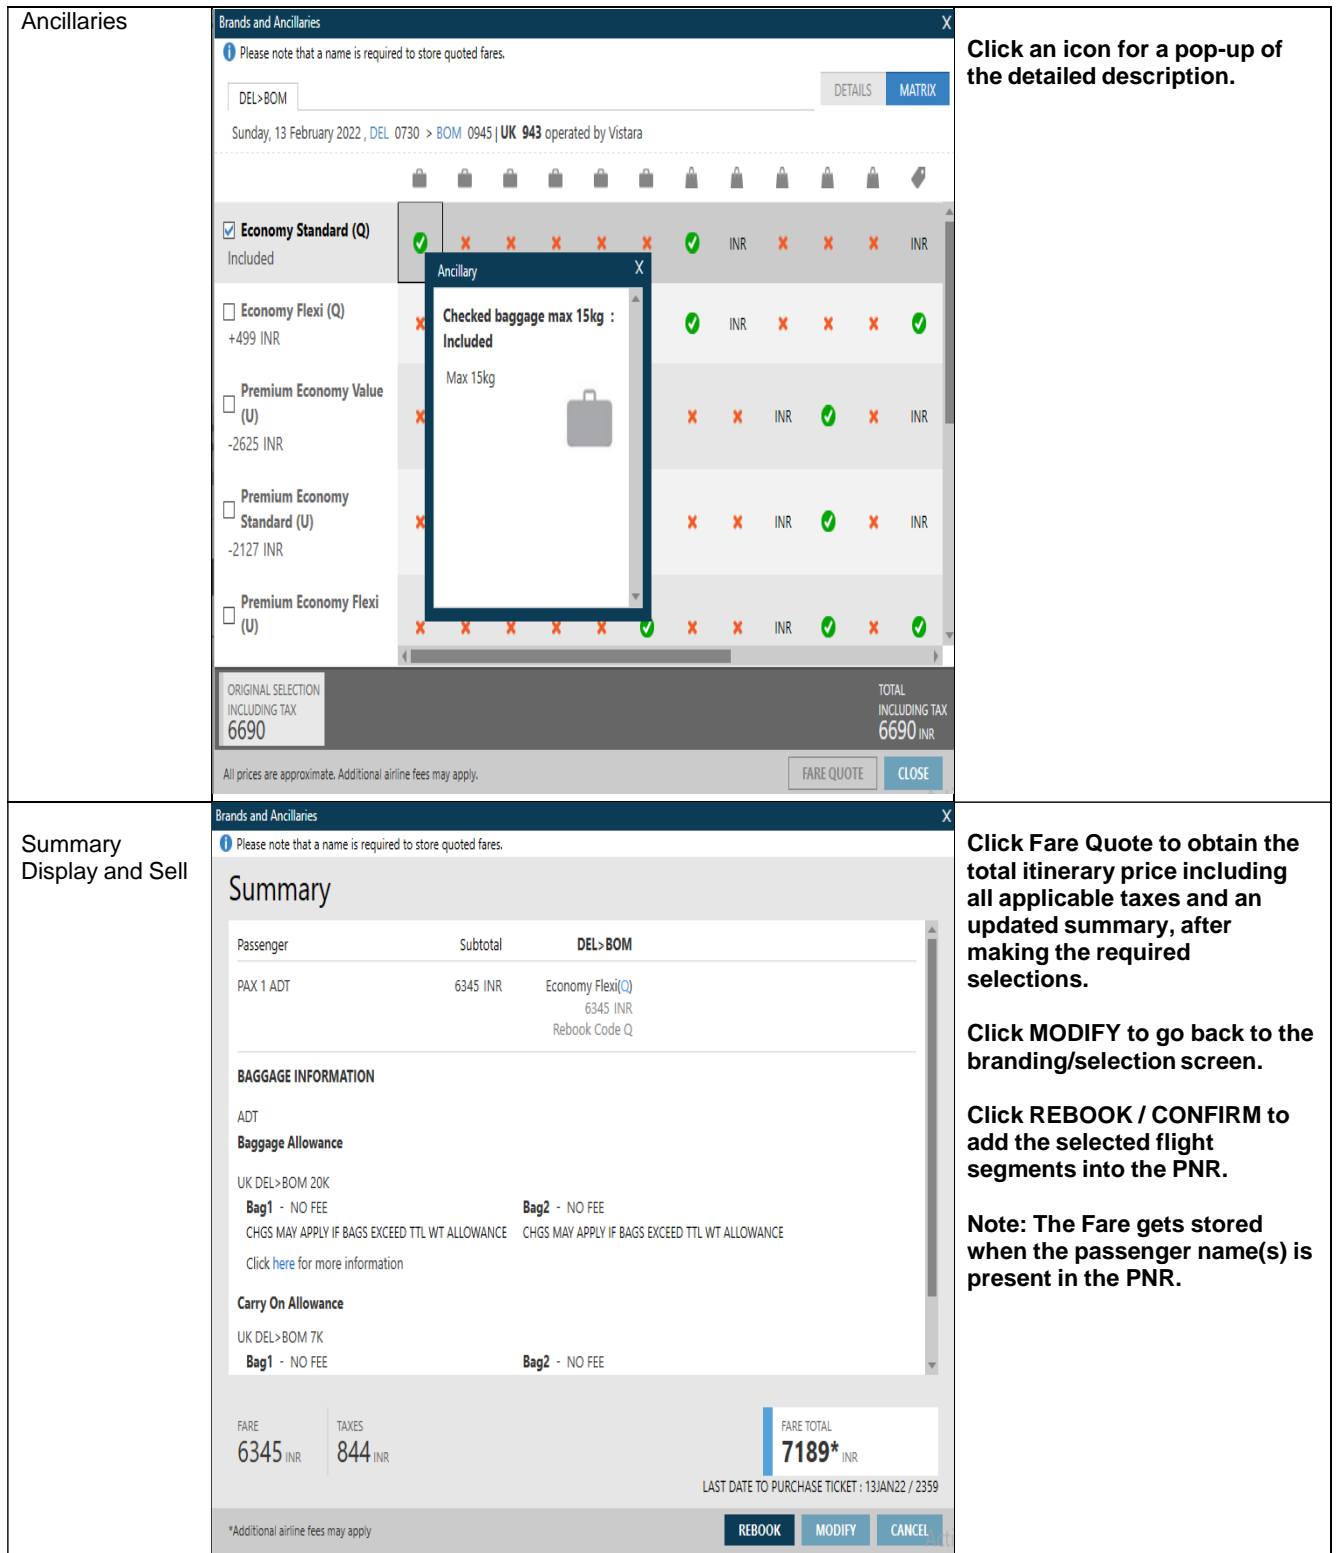 Ancillaries
Brands and Ancillaries X
Please note that a name is required to store quoted fares.
DEL>BOM
DETAILS MATRIX
Sunday, 13 February 2022 , DEL 0730 > BOM 0945 | UK 943 operated by Vistara
Economy Standard (Q)
Included
INR INR
Economy Flexi (Q)
+499 INR
INR
Premium Economy Value
(U)
-2625 INR
INR INR
Premium Economy
Standard (U)
-2127 INR
INR INR
Premium Economy Flexi
(U)
INR
Ancillary X
Checked baggage max 15kg :
Included
Max 15kg
ORIGINAL SELECTION
INCLUDING TAX
6690
TOTAL
INCLUDING TAX
6690 INR
All prices are approximate. Additional airline fees may apply.
FARE QUOTE CLOSE
Click an icon for a pop-up of
the detailed description.
Summary
Display and Sell
Brands and Ancillaries X
Please note that a name is required to store quoted fares.
Summary
Passenger Subtotal DEL>BOM
PAX 1 ADT 6345 INR Economy Flexi(Q)
6345 INR
Rebook Code Q
BAGGAGE INFORMATION
ADT
Baggage Allowance
UK DEL>BOM 20K
Bag1 - NO FEE Bag2 - NO FEE
CHGS MAY APPLY IF BAGS EXCEED TTL WT ALLOWANCE CHGS MAY APPLY IF BAGS EXCEED TTL WT ALLOWANCE
Click here for more information
Carry On Allowance
UK DEL>BOM 7K
Bag1 - NO FEE Bag2 - NO FEE
FARE TAXES
6345 INR 844 INR
FARE TOTAL
7189* INR
LAST DATE TO PURCHASE TICKET : 13JAN22 / 2359
*Additional airline fees may apply
REBOOK MODIFY CANCEL
Click Fare Quote to obtain the
total itinerary price including
all applicable taxes and an
updated summary, after
making the required
selections.
Click MODIFY to go back to the
branding/selection screen.
Click REBOOK / CONFIRM to
add the selected flight
segments into the PNR.
Note: The Fare gets stored
when the passenger name(s) is
present in the PNR.